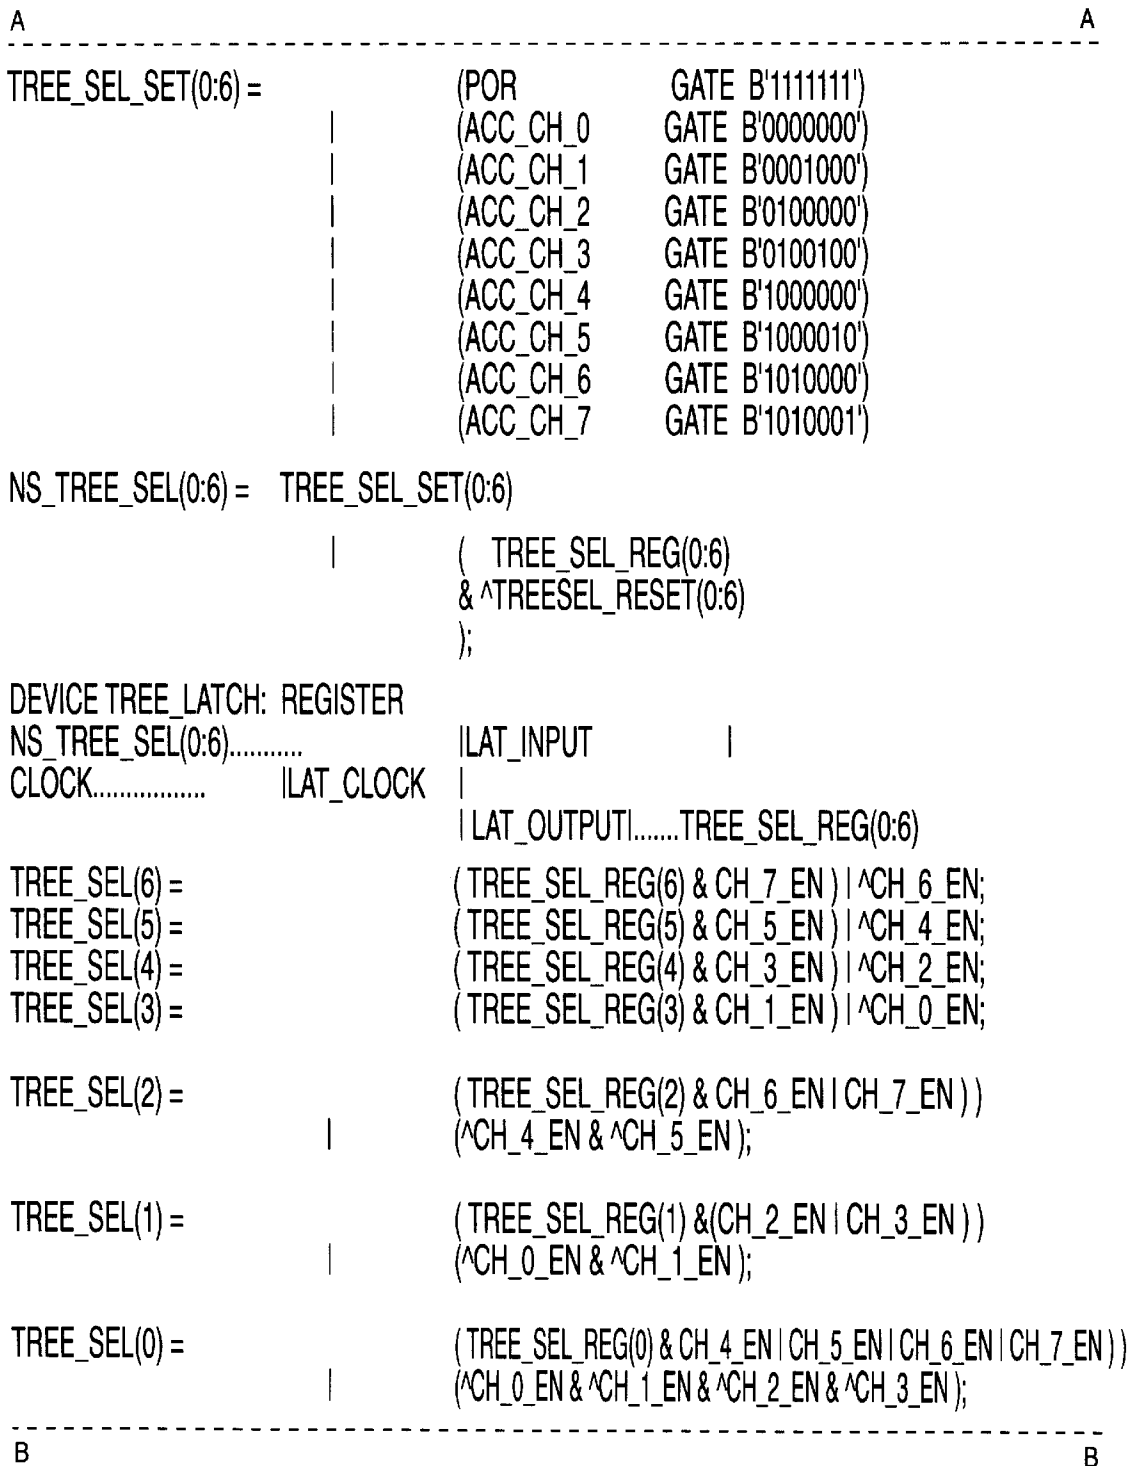 A A
TREE_SEL_SET(0:6) = (POR GATE B'1111111')
| (ACC_CH_0 GATE B'0000000')
| (ACC_CH_1 GATE B'0001000')
| (ACC_CH_2 GATE B'0100000')
| (ACC_CH_3 GATE B'0100100')
| (ACC_CH_4 GATE B'1000000')
| (ACC_CH_5 GATE B'1000010')
| (ACC_CH_6 GATE B'1010000')
| (ACC_CH_7 GATE B'1010001')
NS_TREE_SEL(0:6) = TREE_SEL_SET(0:6)
| ( TREE_SEL_REG(0:6)
& ^TREESEL_RESET(0:6)
);
DEVICE TREE_LATCH: REGISTER
NS_TREE_SEL(0:6)........... |LAT_INPUT |
CLOCK................. |LAT_CLOCK |
| LAT_OUTPUT|.......TREE_SEL_REG(0:6)
TREE_SEL(6) = ( TREE_SEL_REG(6) & CH_7_EN ) | ^CH_6_EN;
TREE_SEL(5) = ( TREE_SEL_REG(5) & CH_5_EN ) | ^CH_4_EN;
TREE_SEL(4) = ( TREE_SEL_REG(4) & CH_3_EN ) | ^CH_2_EN;
TREE_SEL(3) = ( TREE_SEL_REG(3) & CH_1_EN ) | ^CH_0_EN;
TREE_SEL(2) = ( TREE_SEL_REG(2) & CH_6_EN | CH_7_EN ) )
| (^CH_4_EN & ^CH_5_EN );
TREE_SEL(1) = ( TREE_SEL_REG(1) &(CH_2_EN | CH_3_EN ) )
| (^CH_0_EN & ^CH_1_EN );
TREE_SEL(0) = ( TREE_SEL_REG(0) & CH_4_EN | CH_5_EN | CH_6_EN | CH_7_EN ) )
| (^CH_0_EN & ^CH_1_EN & ^CH_2_EN & ^CH_3_EN );
B B